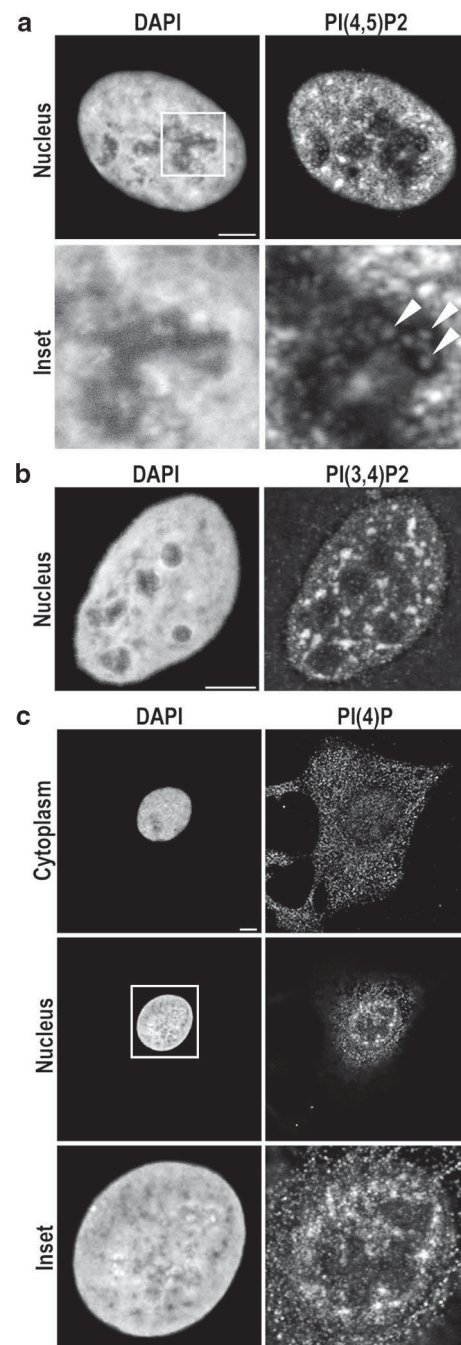 a
DAPI PI(4,5)P2
Nucleus
Inset
b
DAPI PI(3,4)P2
Nucleus
c
DAPI PI(4)P
Cytoplasm
Nucleus
Inset